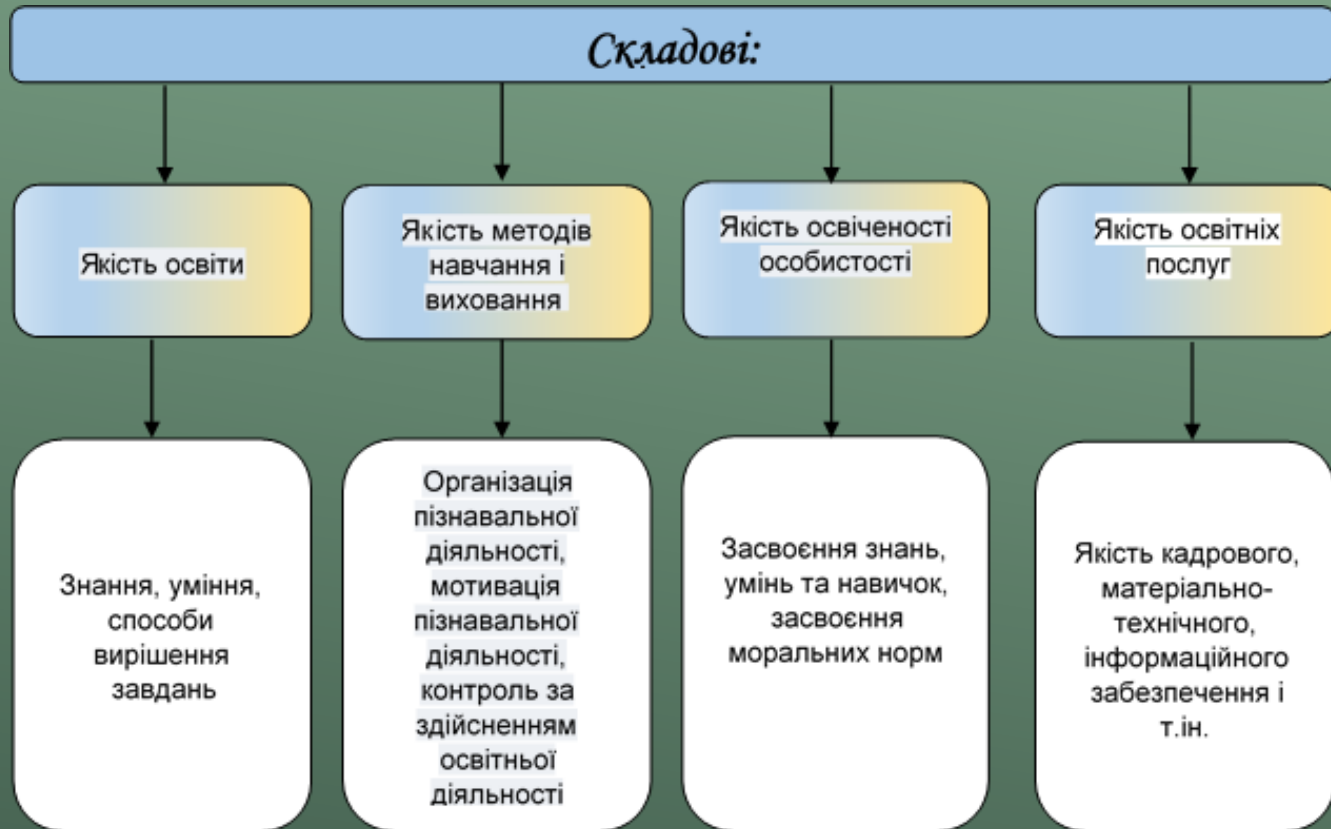 Складові:
Якість освіти
Якість методів
навчання і
виховання
Якість освіченості
особистості
Якість освітніх
послуг
Знання, уміння,
способи
вирішення
завдань
Організація
пізнавальної
діяльності,
мотивація
пізнавальної
діяльності,
контроль за
здійсненням
освітньої
діяльності
Засвоєння знань,
умінь та навичок,
засвоєння
моральних норм
Якість кадрового,
матеріально-
технічного,
інформаційного
забезпечення і
т.ін.